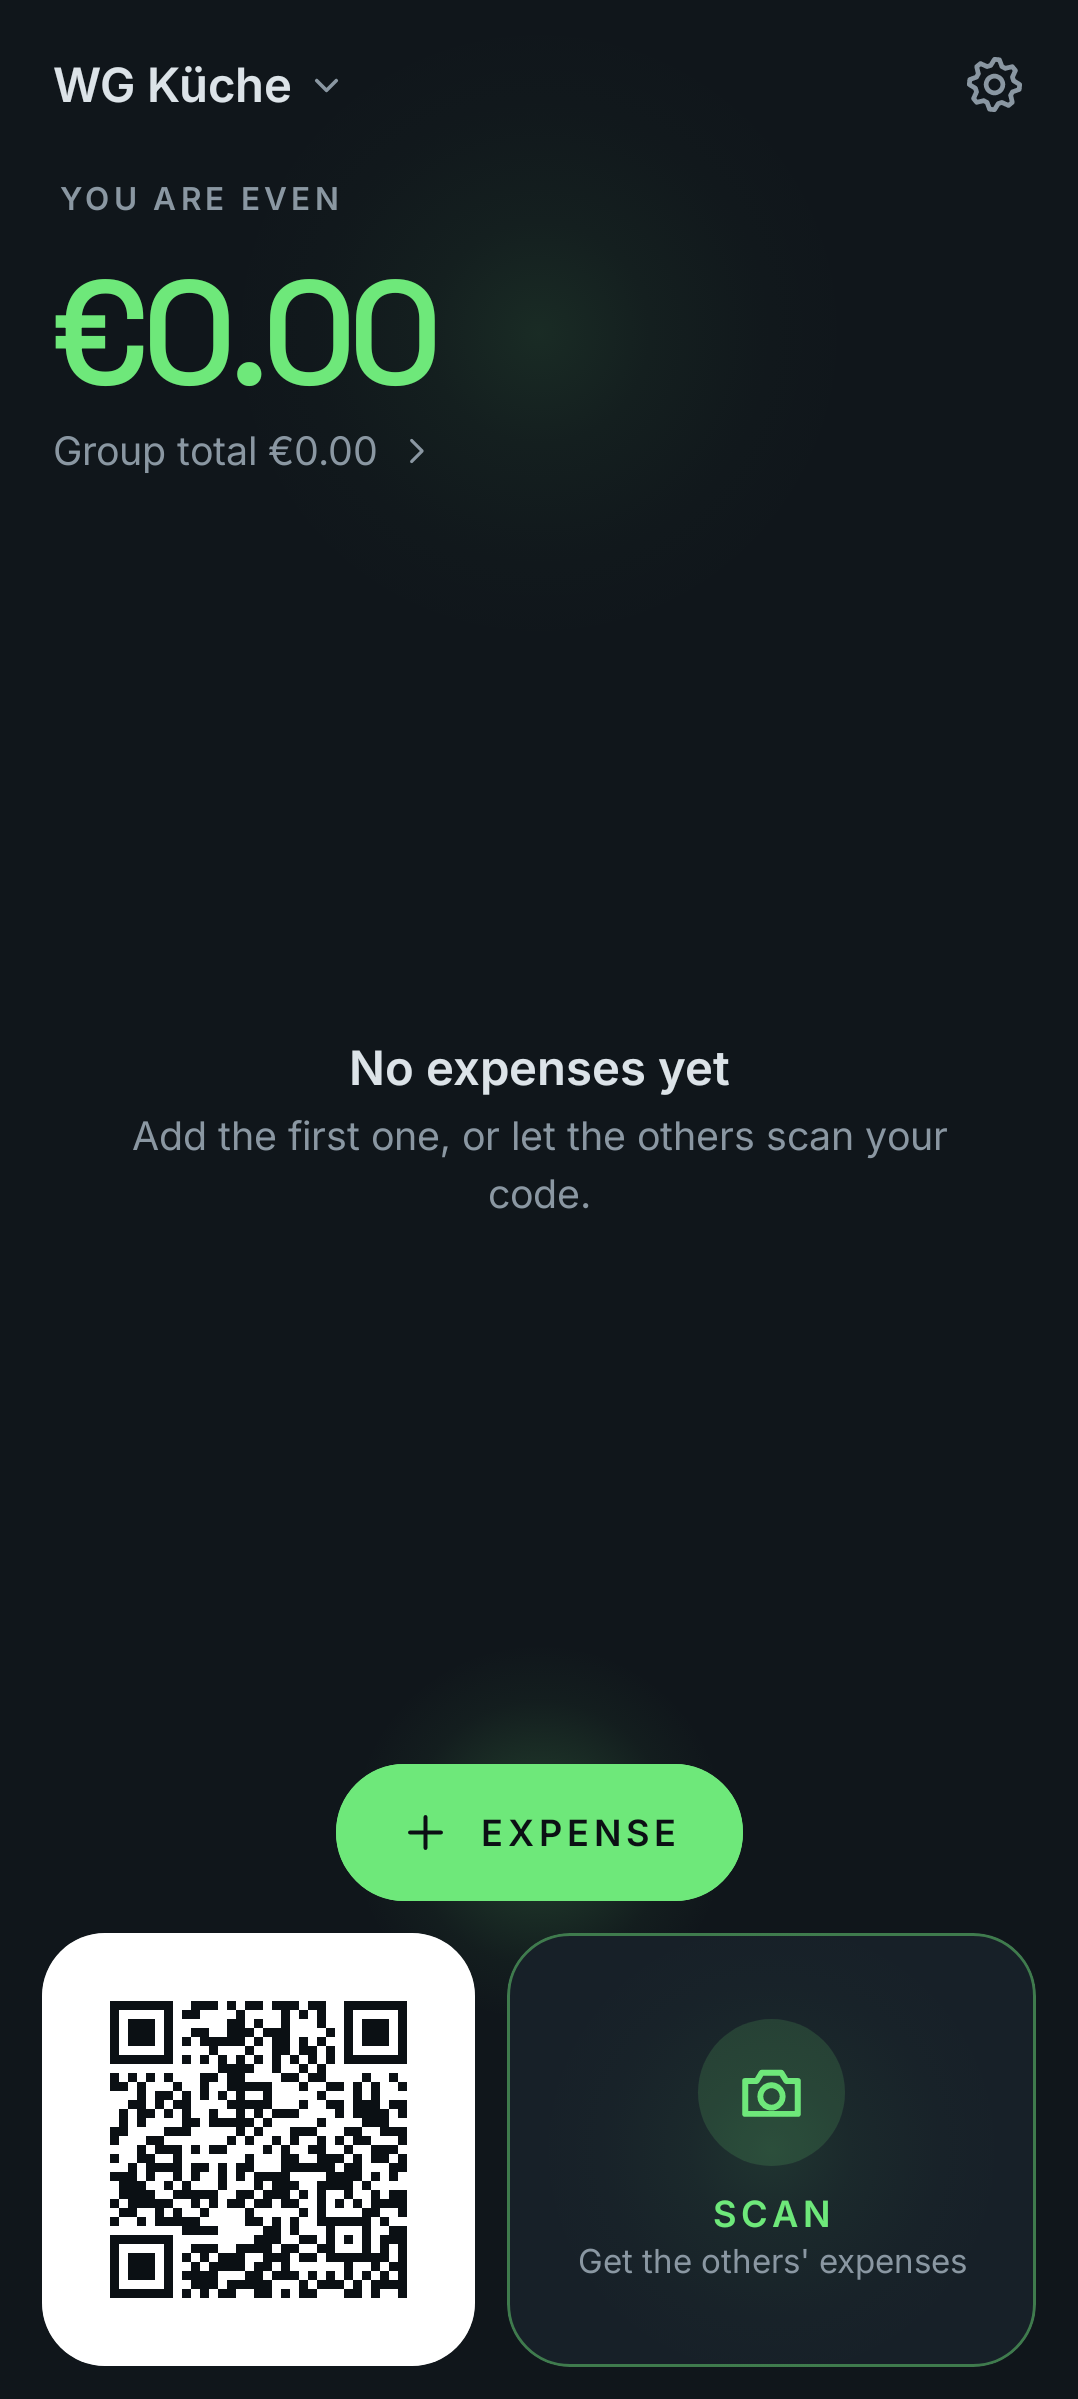 WG Küche
YOU ARE EVEN
€0.00
Group total €0.00
No expenses yet
Add the first one, or let the others scan your
code.
EXPENSE
SCAN
Get the others' expenses